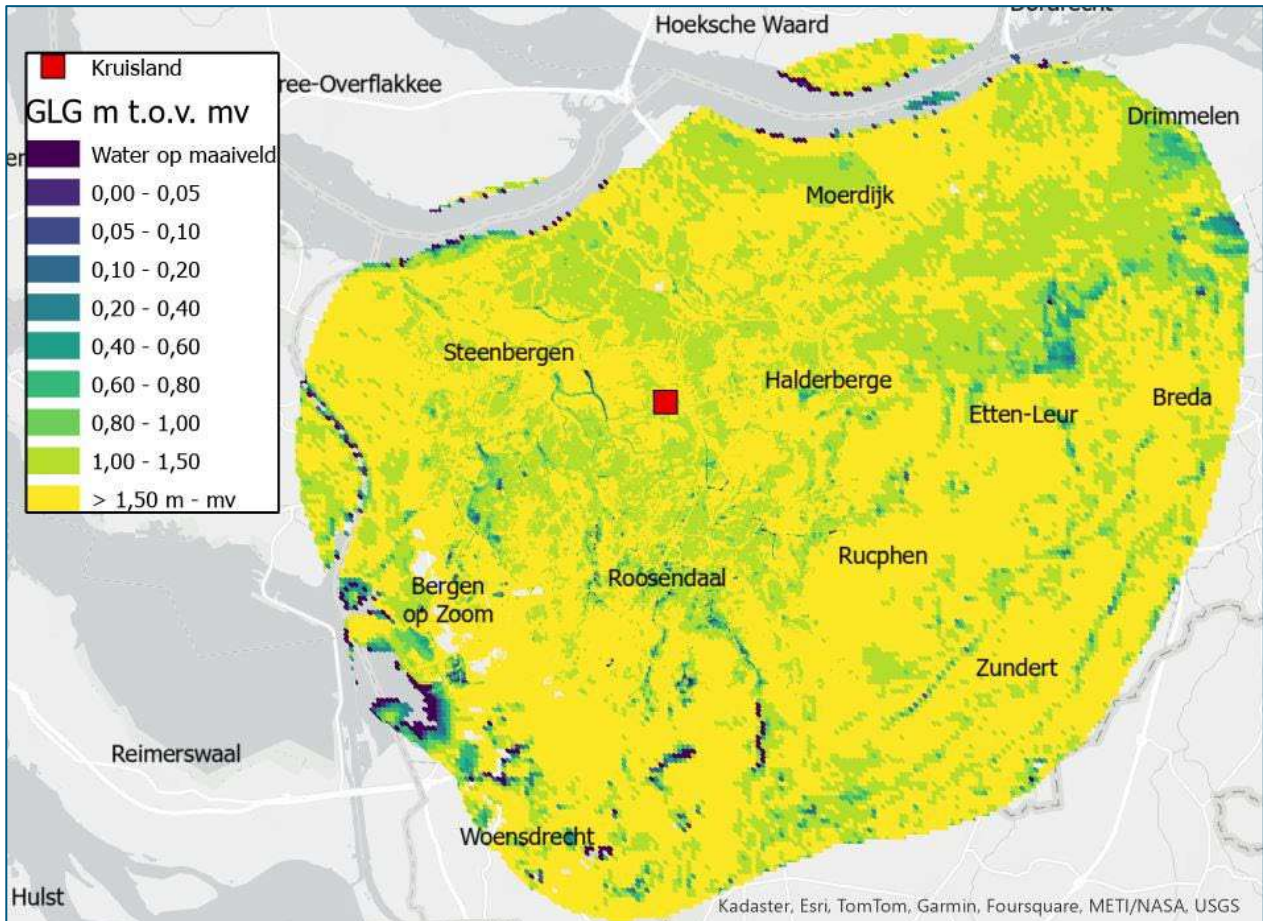 Dordrecht
Hoeksche Waard
Kruisland
ree-Overflakkee
GLG m t.o.v. mv
Drimmelen
Water op maaiveld
0,00 - 0,05
Moerdijk
0,05 - 0,10
0,10 - 0,20
0,20 - 0,40
0,40 - 0,60
Steenbergen
0,60 - 0,80
Halderberge
0,80 - 1,00
Breda
Etten-Leur
1,00 - 1,50
> 1,50 m - mv
Rucphen
Bergen
op Zoom
Roosendaal
Zundert
Reimerswaal
Woensdrecht
Hulst
Kadaster, Esri, TomTom, Garmin, Foursquare, METI/NASA, USGS